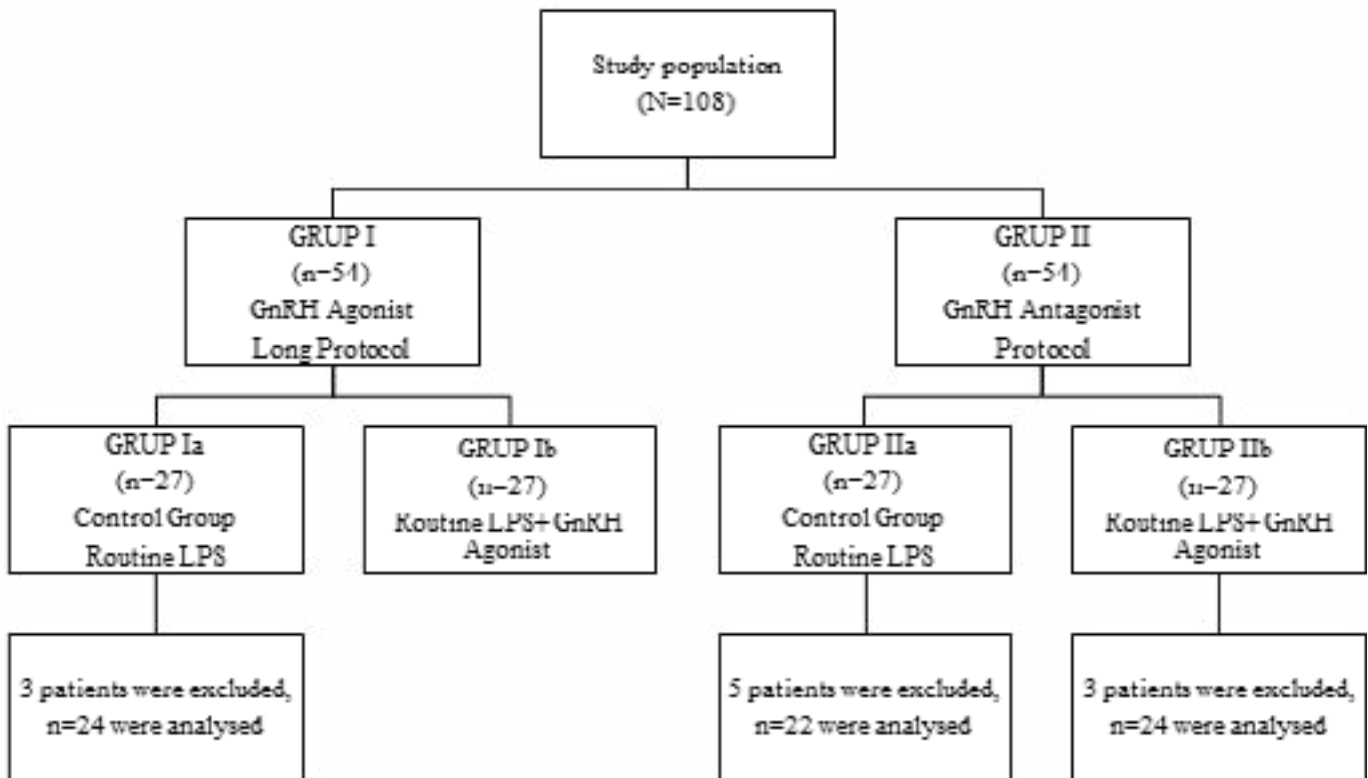 Study population
(N=108)
GRUP I
(n=54)
GnRH Agonist
Long Protocol
GRUP II
(n=54)
GnRH Antagonist
Protocol
GRUP Ia
(n=27)
Control Group
Routine LPS
GRUP Ib
(n=27)
Routine LPS+ GnRH
Agonist
GRUP IIa
(n=27)
Control Group
Routine LPS
GRUP IIb
(n=27)
Routine LPS+ GnRH
Agonist
3 patients were excluded,
n=24 were analysed
5 patients were excluded,
n=22 were analysed
3 patients were excluded,
n=24 were analysed